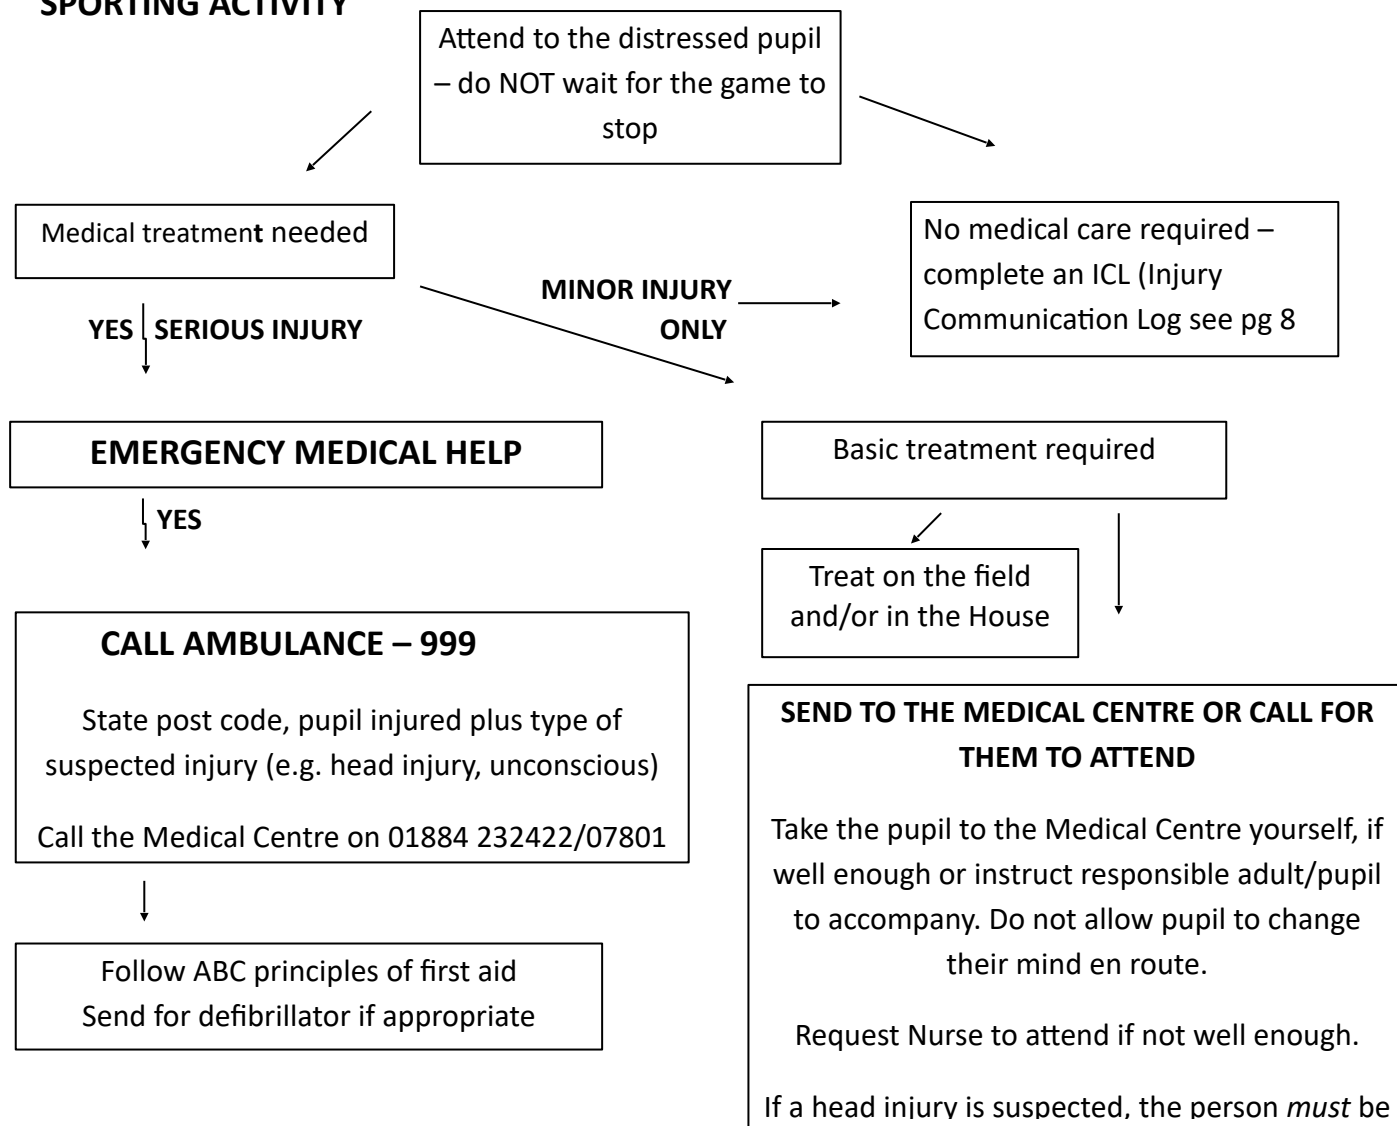 SPORTING ACTIVITY
Attend to the distressed pupil
– do NOT wait for the game to
stop
Medical treatment needed
No medical care required –
complete an ICL (Injury
Communication Log see pg 8
MINOR INJURY
ONLY
YES
SERIOUS INJURY
EMERGENCY MEDICAL HELP
Basic treatment required
YES
Treat on the field
and/or in the House
CALL AMBULANCE – 999
State post code, pupil injured plus type of
suspected injury (e.g. head injury, unconscious)
Call the Medical Centre on 01884 232422/07801
SEND TO THE MEDICAL CENTRE OR CALL FOR
THEM TO ATTEND
Take the pupil to the Medical Centre yourself, if
well enough or instruct responsible adult/pupil
to accompany. Do not allow pupil to change
their mind en route.
Request Nurse to attend if not well enough.
If a head injury is suspected, the person must be
Follow ABC principles of first aid
Send for defibrillator if appropriate